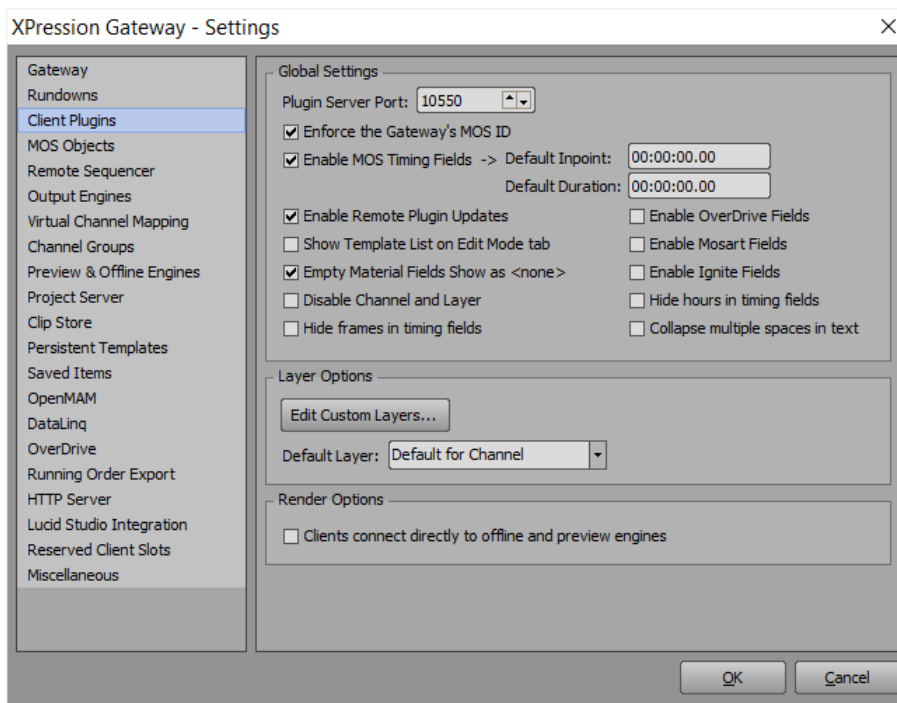 XPression Gateway - Settings
Gateway
Rundowns
Client Plugins
MOS Objects
Remote Sequencer
Output Engines
Virtual Channel Mapping
Channel Groups
Preview & Offline Engines
Project Server
Clip Store
Persistent Templates
Saved Items
OpenMAM
DataLinq
OverDrive
Running Order Export
HTTP Server
Lucid Studio Integration
Reserved Client Slots
Miscellaneous
Global Settings
Plugin Server Port: 10550
Enforce the Gateway's MOS ID
Enable MOS Timing Fields -> Default Inpoint: 00:00:00.00
Default Duration: 00:00:00.00
Enable Remote Plugin Updates
Enable OverDrive Fields
Show Template List on Edit Mode tab
Enable Mosart Fields
Empty Material Fields Show as <none>
Enable Ignite Fields
Disable Channel and Layer
Hide hours in timing fields
Hide frames in timing fields
Collapse multiple spaces in text
Layer Options
Edit Custom Layers...
Default Layer: Default for Channel
Render Options
Clients connect directly to offline and preview engines
OK
Cancel